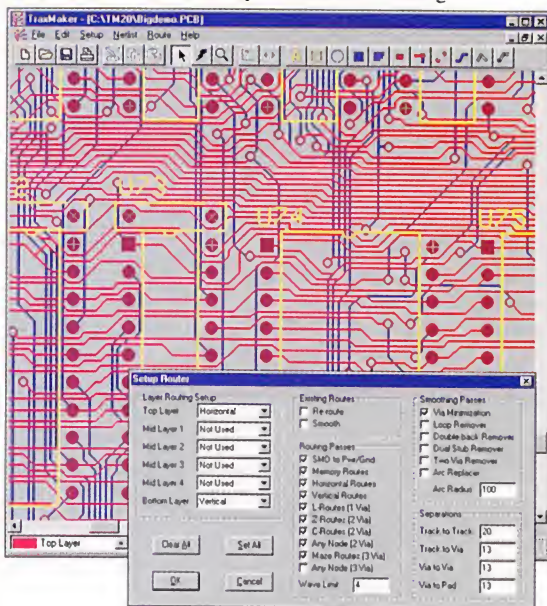 TraxMaker - [C:\TM20\Bigdemo.PCB]
File Edit Setup Netlist Route Help
U23
U24
U25
Setup Router
Layer Routing Setup
Top Layer Horizontal
Mid Layer 1 Not Used
Mid Layer 2 Not Used
Mid Layer 3 Not Used
Mid Layer 4 Not Used
Bottom Layer Vertical
Clear All Set All
OK Cancel
Existing Routes
Re-route
Smooth
Routing Passes
SMD to Pwr/Gnd
Memory Routes
Horizontal Routes
Vertical Routes
L-Routes (1 Via)
Z-Routes (2 Via)
C-Routes (2 Via)
Any Node (2 Via)
Maze Routes (3 Via)
Any Node (3 Via)
Wave Limit 4
Smoothing Passes
Via Minimization
Loop Remover
Double back Remover
Dual Stub Remover
Two Via Remover
Arc Replacer
Arc Radius 100
Seperations
Track to Track 20
Track to Via 13
Via to Via 13
Via to Pad 13
Top Layer